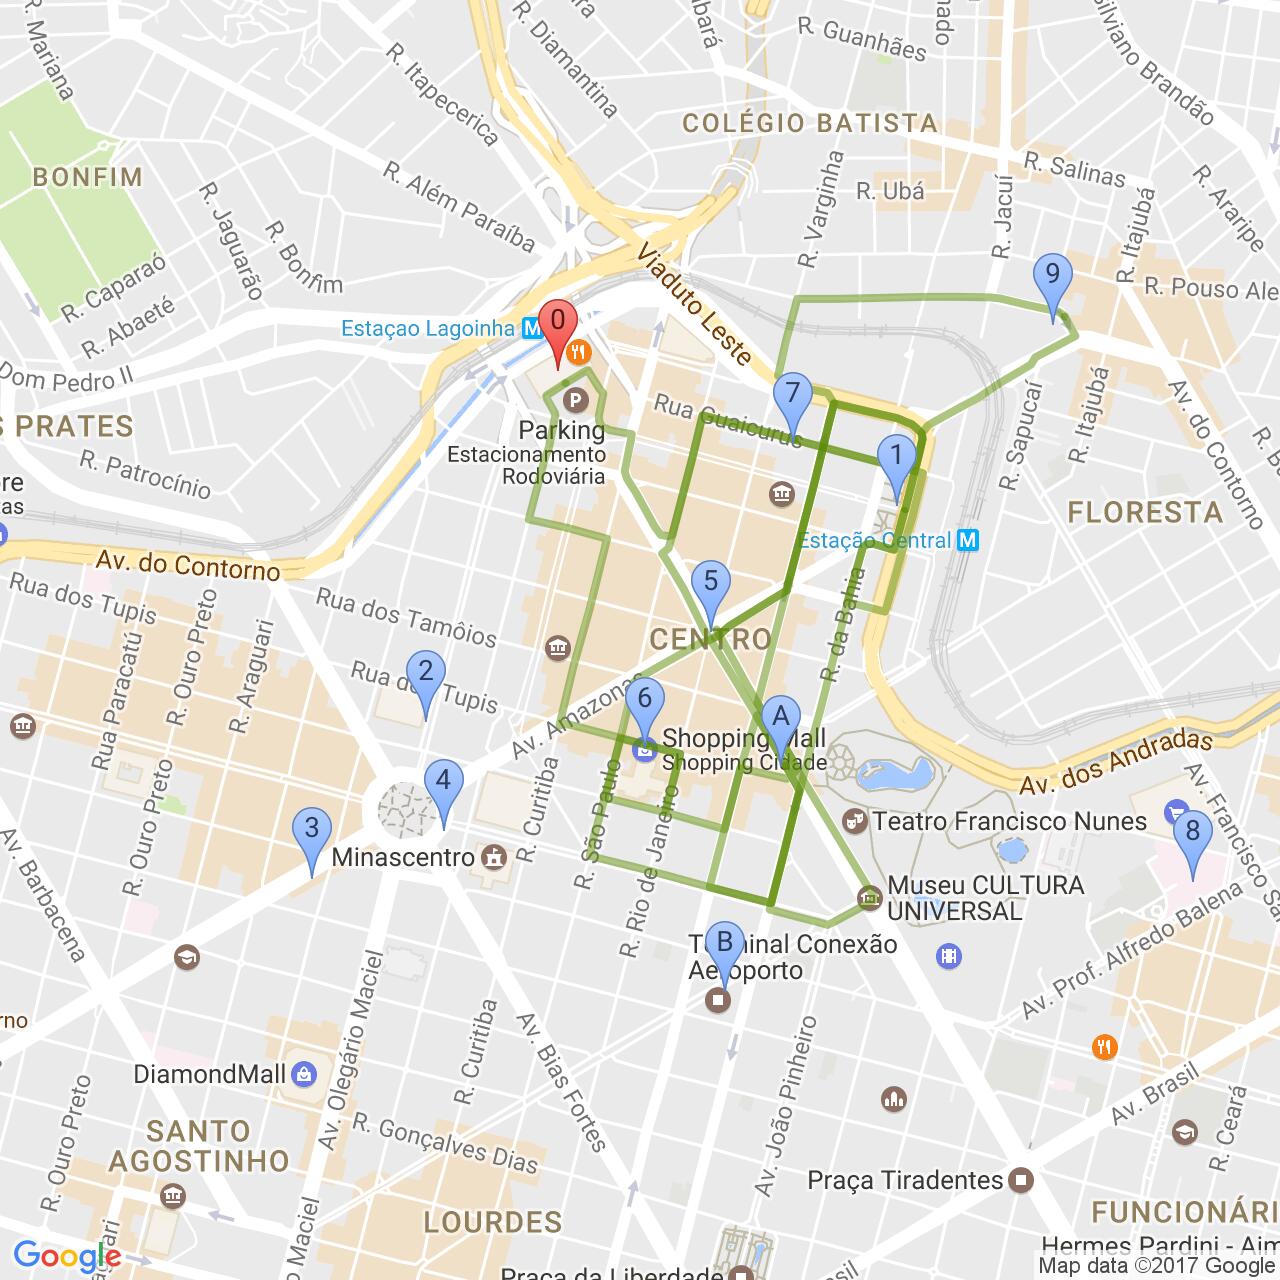 R. Mariana
R. Diamantina
R. Guanhães
R. Itapecerica
Silviano Brandão
COLÉGIO BATISTA
R. Salinas
BONFIM
R. Além Paraíba
R. Varginha
R. Ubá
R. Jacuí
R. Itajubá
R. Araripe
R. Jaguarão
R. Bonfim
R. Caparaó
R. Abaeté
Viaduto Leste
9
R. Pouso Ale
Estaçao Lagoinha
M
0
Dom Pedro II
7
Rua Guaicurus
P
Parking
Estacionamento
Rodoviária
S PRATES
R. Patrocínio
1
R. Sapucaí
R. Itajubá
Av. do Contorno
FLORESTA
Estação Central
M
Av. do Contorno
Rua dos Tupis
Rua dos Tamôios
R. Ouro Preto
R. Araguari
Rua Paracatú
5
CENTRO
R. da Bahia
2
Tupis
6
A
Av. Amazonas
Shopping Mall
Shopping Cidade
Av. dos Andradas
4
3
R. Curitiba
R. São Paulo
R. Rio de Janeiro
R. Ouro Preto
Av. Barbacena
Minascentro
Teatro Francisco Nunes
8
Av. Francisco Sa
Museu CULTURA
UNIVERSAL
Av. Prof. Alfredo Balena
B
Conexão
Aeroporto
Av. Olegário Maciel
R. Curitiba
Av. Bias Fortes
Av. João Pinheiro
DiamondMall
Av. Brasil
R. Ouro Preto
R. Gonçalves Dias
R. Ceará
SANTO
AGOSTINHO
Praça Tiradentes
LOURDES
FUNCIONÁRI
Hermes Pardini - Aim
Google
Praça da Liberdade
Map data ©2017 Google